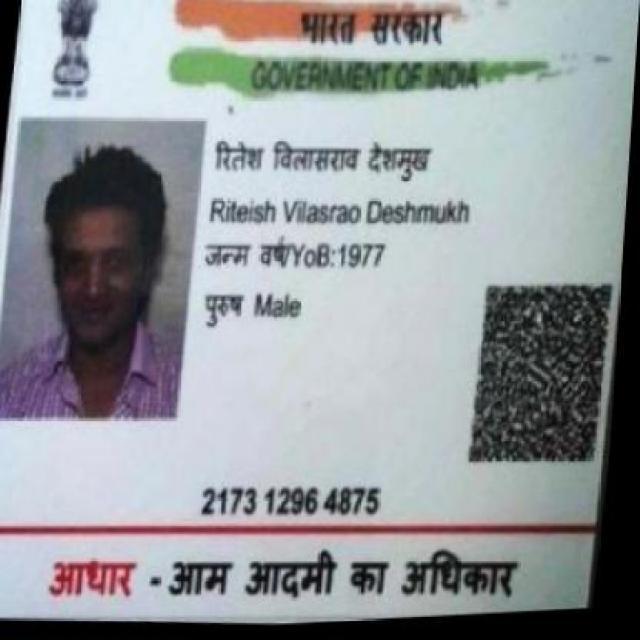 भारत सरकार
GOVERNMENT OF INDIA
रितेश विलासराव देशमुख
Riteish Vilasrao Deshmukh
जन्म वर्ष/YoB:1977
पुरुष Male
2173 1296 4875
आधार - आम आदमी का अधिकार